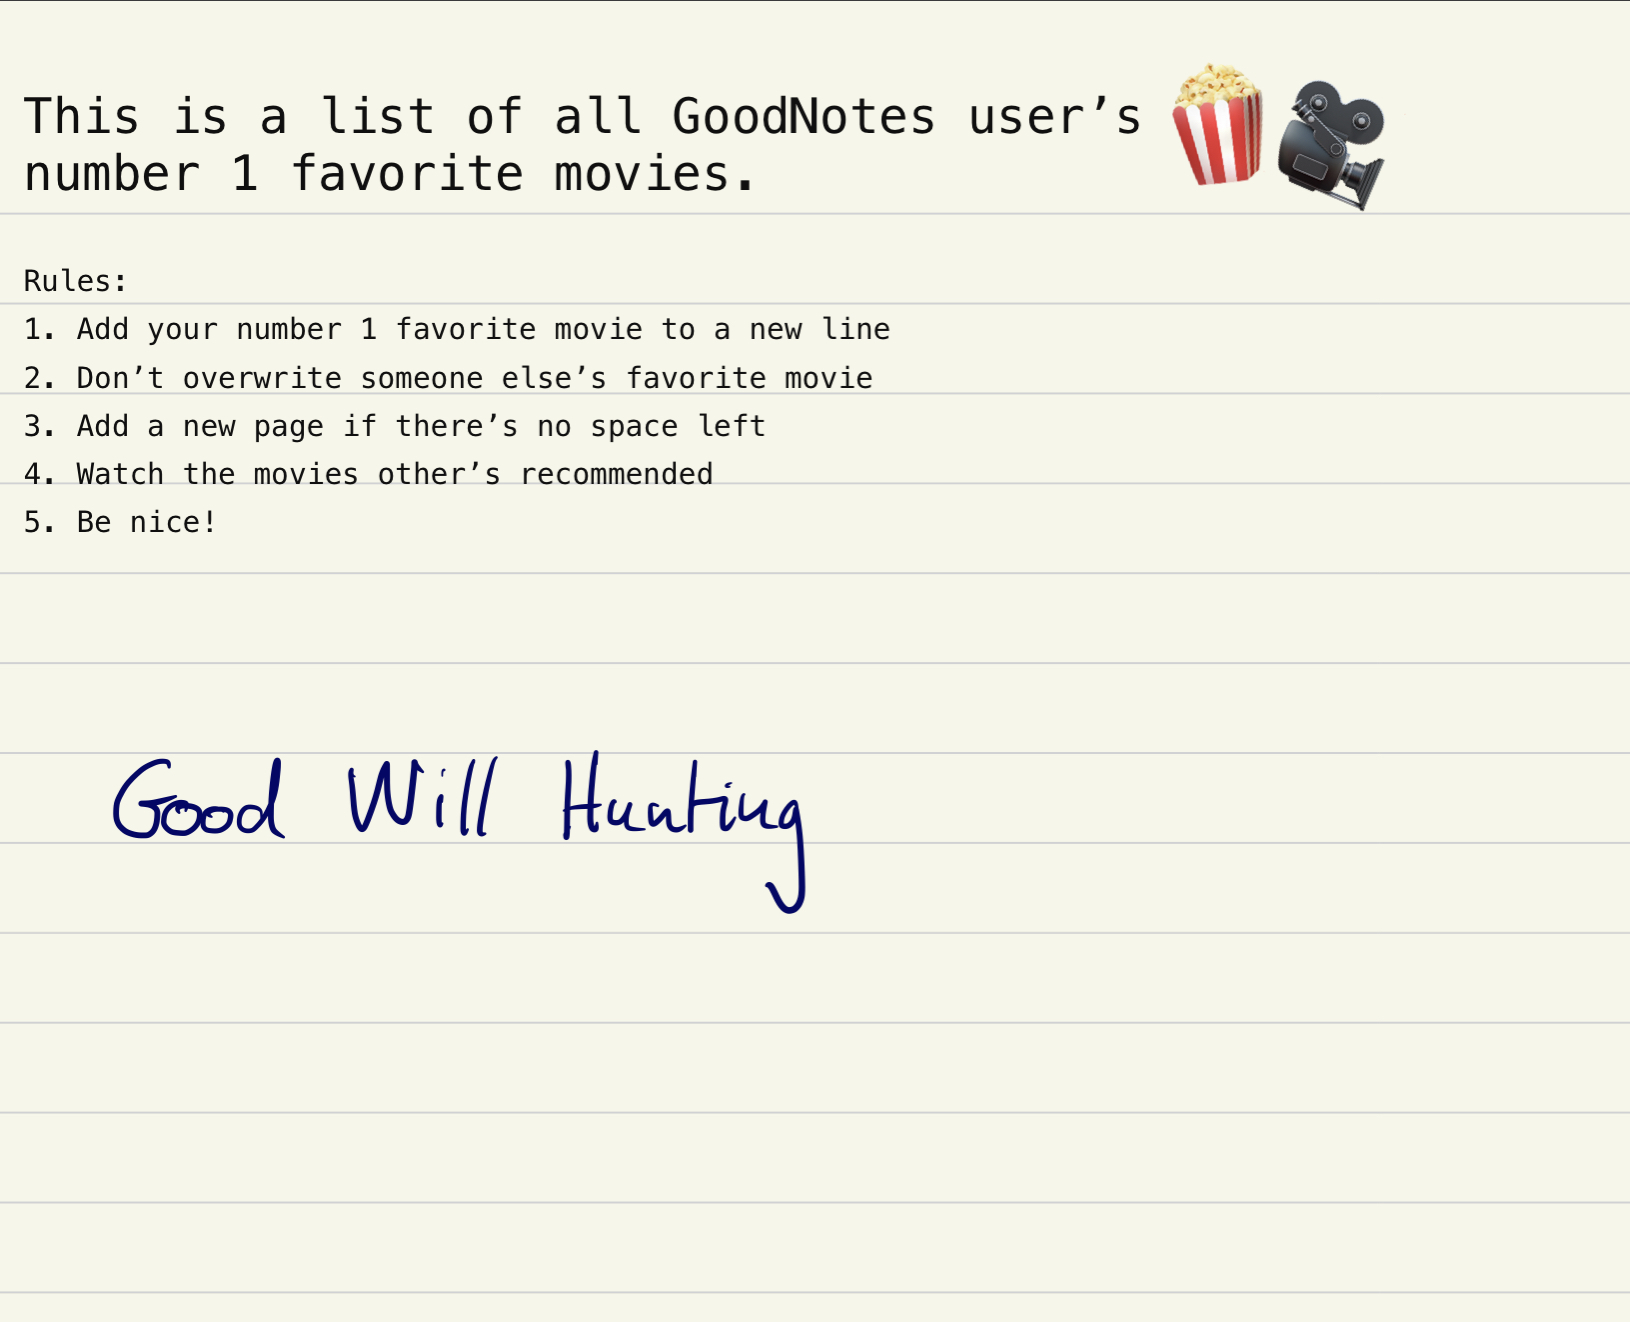 This is a list of all GoodNotes user’s
number 1 favorite movies.
Rules:
1. Add your number 1 favorite movie to a new line
2. Don’t overwrite someone else’s favorite movie
3. Add a new page if there’s no space left
4. Watch the movies other’s recommended
5. Be nice!
Good Will Hunting